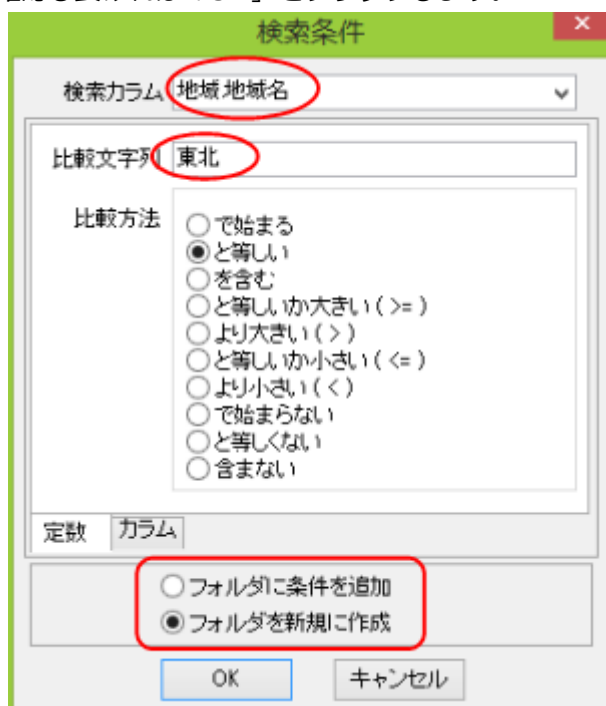 検索条件
検索カラム 地域.地域名
比較文字列 東北
比較方法
で始まる
と等しい
を含む
と等しいか大きい(>=)
より大きい(>)
と等しいか小さい(<=)
より小さい(<)
で始まらない
と等しくない
含まない
定数 カラム
フォルダに条件を追加
フォルダを新規に作成
OK キャンセル